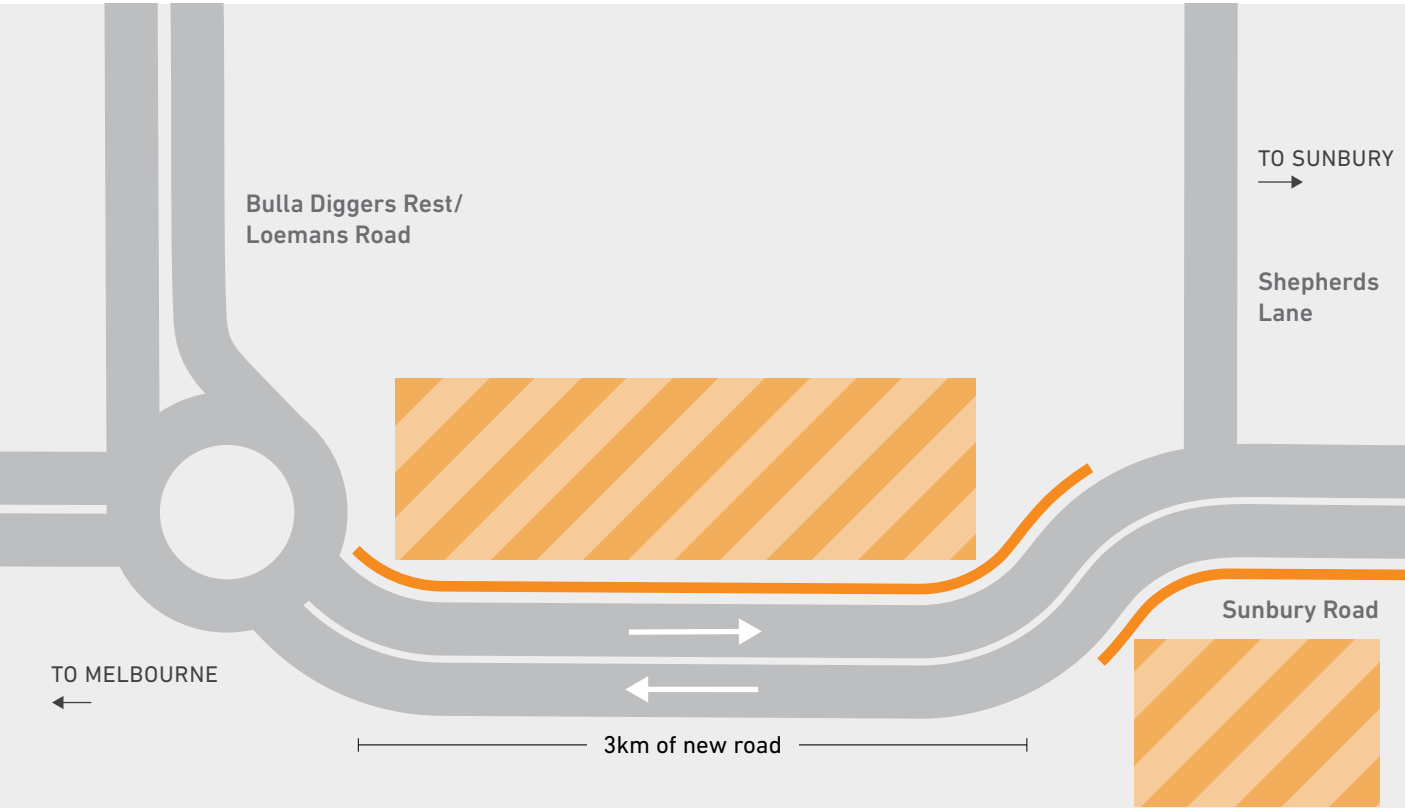 TO SUNBURY
Bulla Diggers Rest/
Loemans Road
Shepherds
Lane
Sunbury Road
TO MELBOURNE
3km of new road